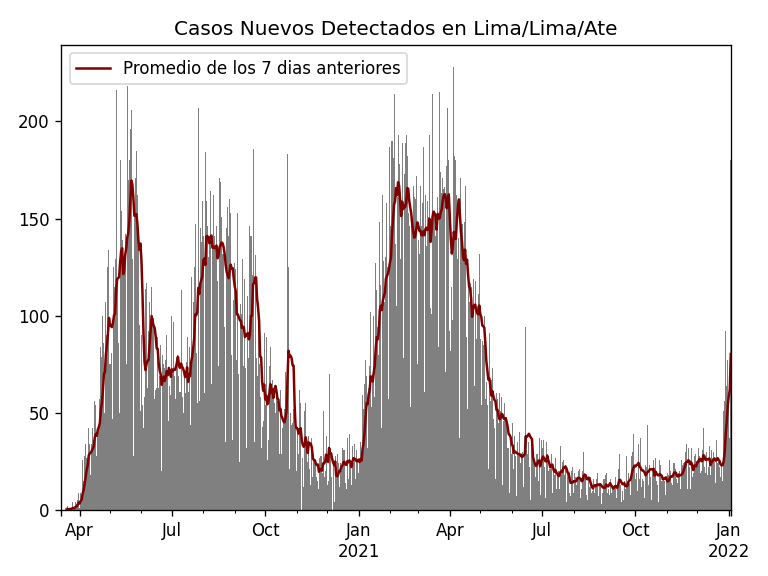 Casos Nuevos Detectados en Lima/Lima/Ate
Promedio de los 7 dias anteriores
200
150
100
50
0
Apr Jul Oct Jan Apr Jul Oct Jan
2021 2022